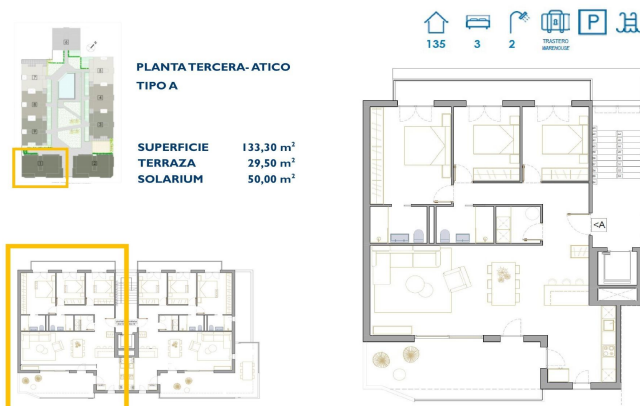 135
3
2
TRASTERO
WAREHOUSE
P
PLANTA TERCERA- ATICO
TIPO A
SUPERFICIE 133,30 m²
TERRAZA 29,50 m²
SOLARIUM 50,00 m²
<A